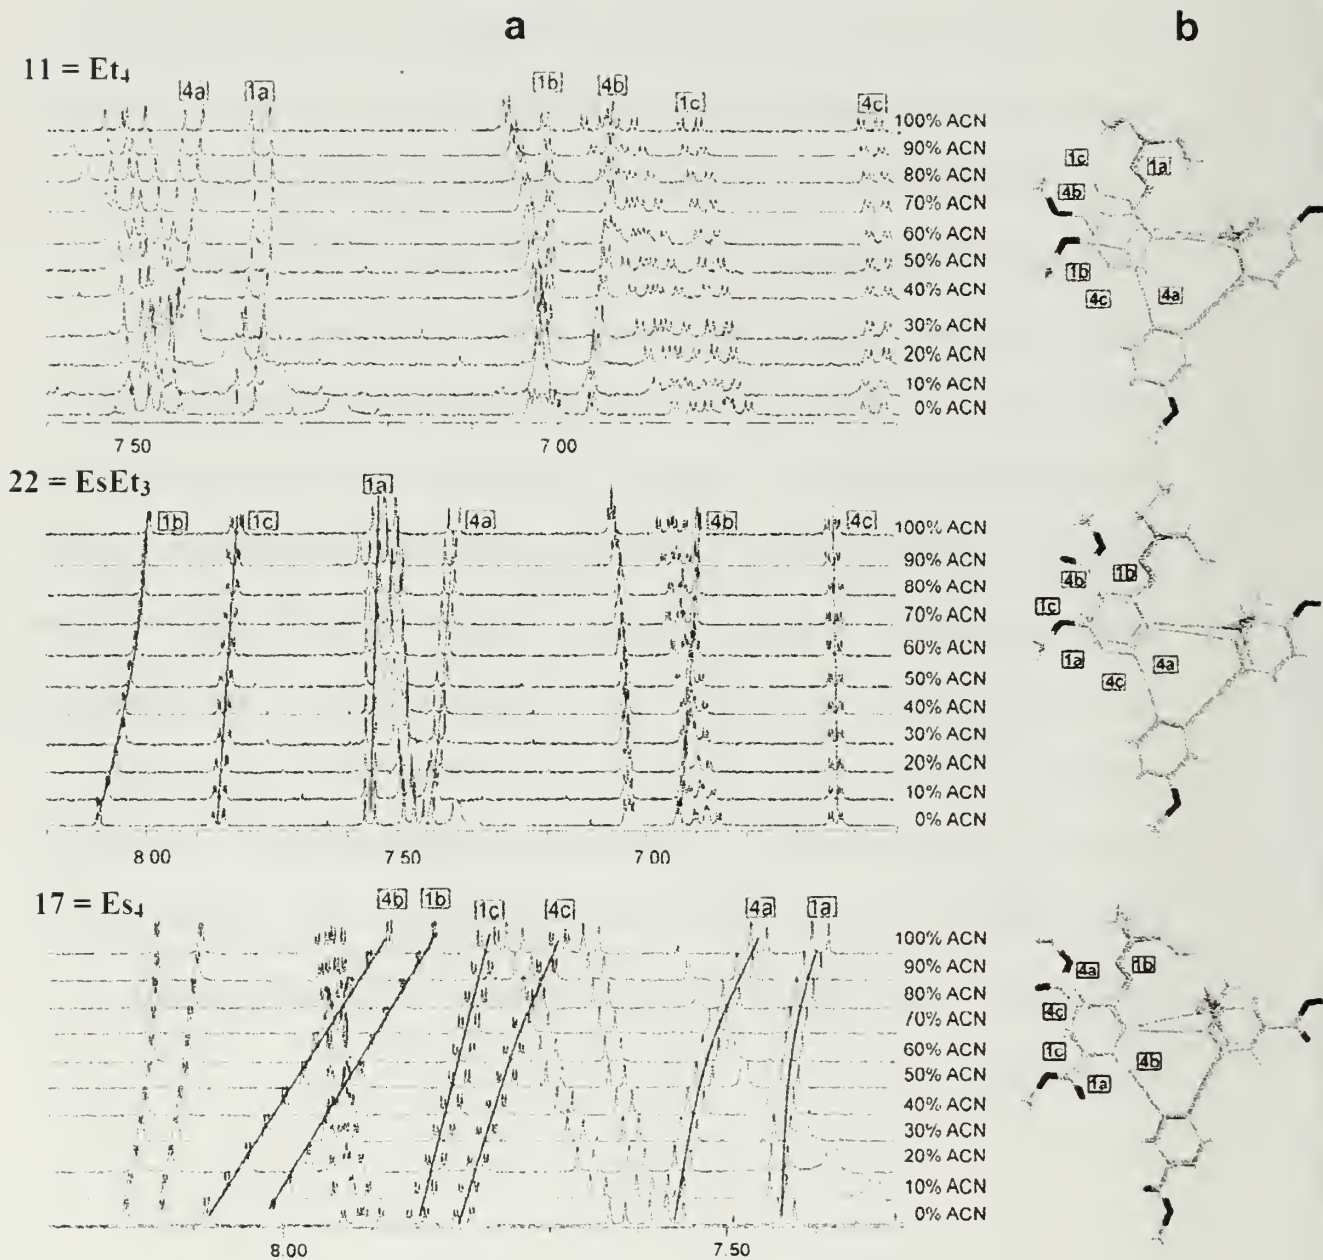 a
b
11 = Et₄
4a
1a
1b
4b
1c
4c
100% ACN
90% ACN
80% ACN
70% ACN
60% ACN
50% ACN
40% ACN
30% ACN
20% ACN
10% ACN
0% ACN
7 50
7 00
1c
1a
4b
1b
4c
4a
22 = EsEt₃
1b
1c
1a
4a
4b
4c
100% ACN
90% ACN
80% ACN
70% ACN
60% ACN
50% ACN
40% ACN
30% ACN
20% ACN
10% ACN
0% ACN
8 00
7 50
7 00
4b
1b
1c
1a
4a
4c
17 = Es₄
4b
1b
1c
4c
4a
1a
100% ACN
90% ACN
80% ACN
70% ACN
60% ACN
50% ACN
40% ACN
30% ACN
20% ACN
10% ACN
0% ACN
8.00
7.50
4a
1b
4c
1c
4b
1a